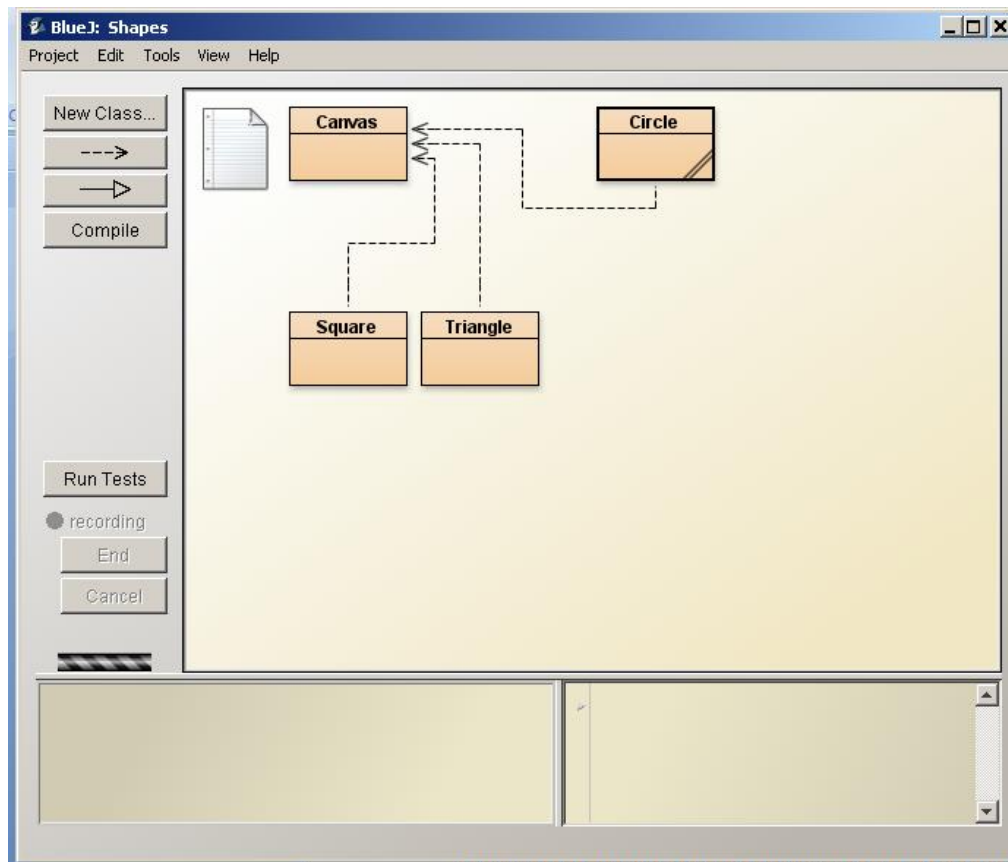 BlueJ: Shapes
Project Edit Tools View Help
New Class...
Compile
Canvas
Circle
Square
Triangle
Run Tests
recording
End
Cancel